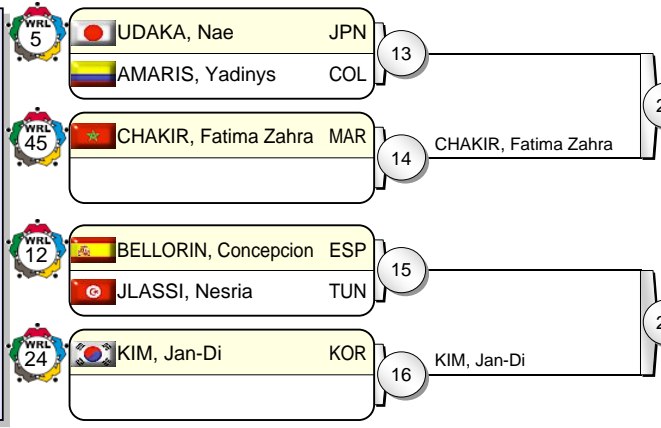 WRL
5
UDAKA, Nae JPN
AMARIS, Yadinys COL
13
WRL
45
CHAKIR, Fatima Zahra MAR
14
CHAKIR, Fatima Zahra
2
WRL
12
BELLORIN, Concepcion ESP
JLASSI, Nesria TUN
15
WRL
24
KIM, Jan-Di KOR
16
KIM, Jan-Di
2